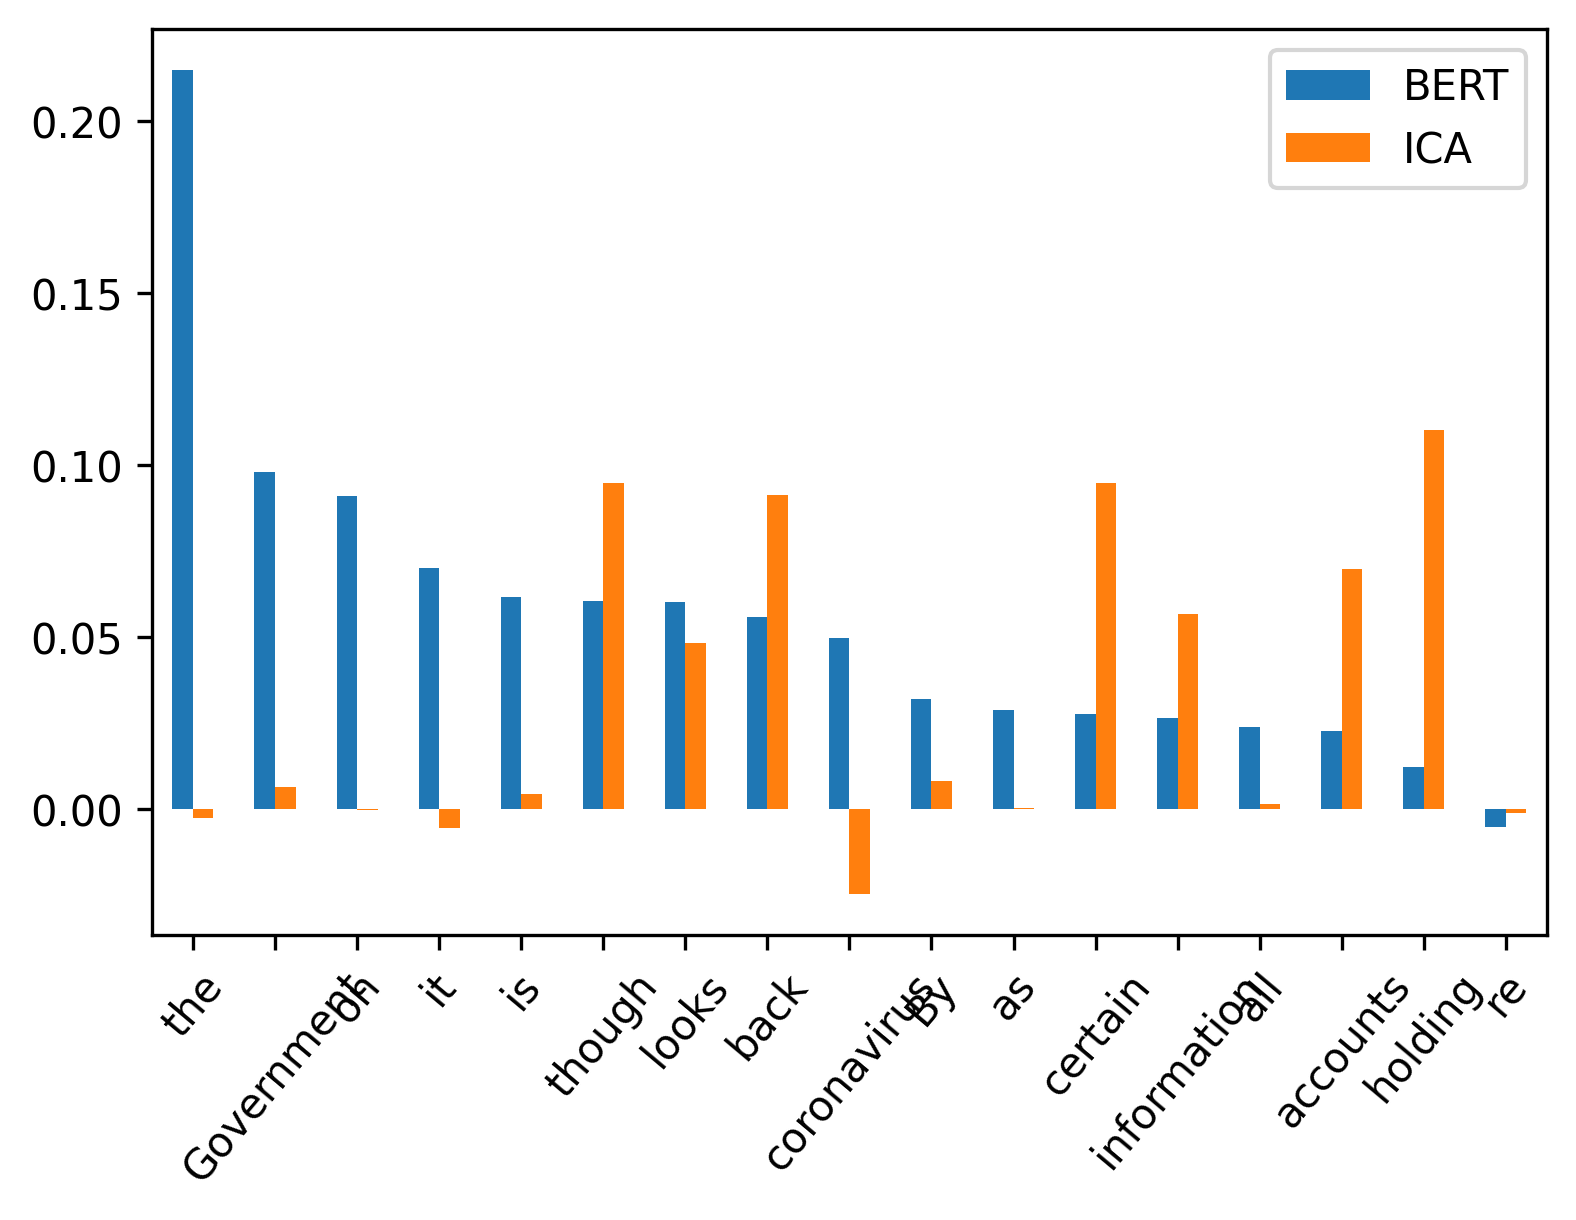 BERT
ICA
0.20
0.15
0.10
0.05
0.00
the
Government
on
it
is
though
looks
back
coronavirus
By
as
certain
information
all
accounts
holding
re